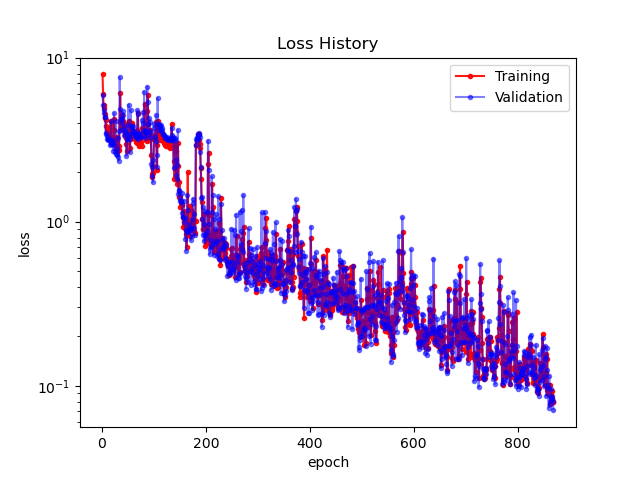 Loss History
10¹
Training
Validation
10⁰
loss
10⁻¹
0 200 400 600 800
epoch